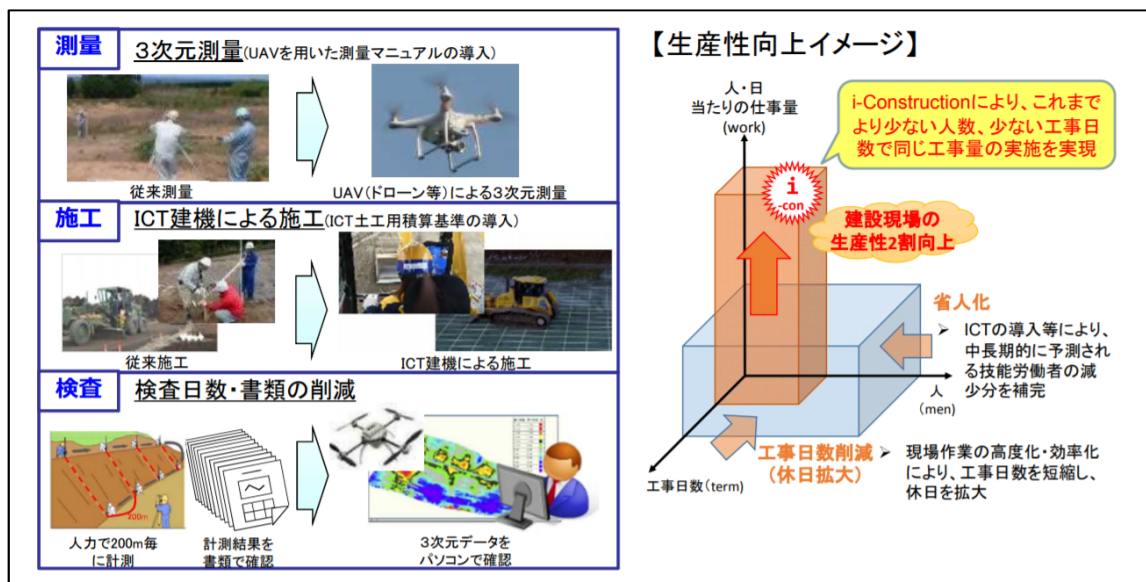 測量
3次元測量(UAVを用いた測量マニュアルの導入)
従来測量
UAV(ドローン等)による3次元測量
施工
ICT建機による施工(ICT土工用積算基準の導入)
従来施工
ICT建機による施工
検査
検査日数・書類の削減
200m
人力で200m毎
に計測
計測結果を
書類で確認
3次元データを
パソコンで確認
【生産性向上イメージ】
人・日
当たりの仕事量
(work)
i-Constructionにより、これまで
より少ない人数、少ない工事日
数で同じ工事量の実施を実現
i
-con
建設現場の
生産性2割向上
省人化
➢ ICTの導入等により、
中長期的に予測され
る技能労働者の減
少分を補完
人
(men)
工事日数削減
(休日拡大)
➢ 現場作業の高度化・効率化
により、工事日数を短縮し、
休日を拡大
工事日数(term)